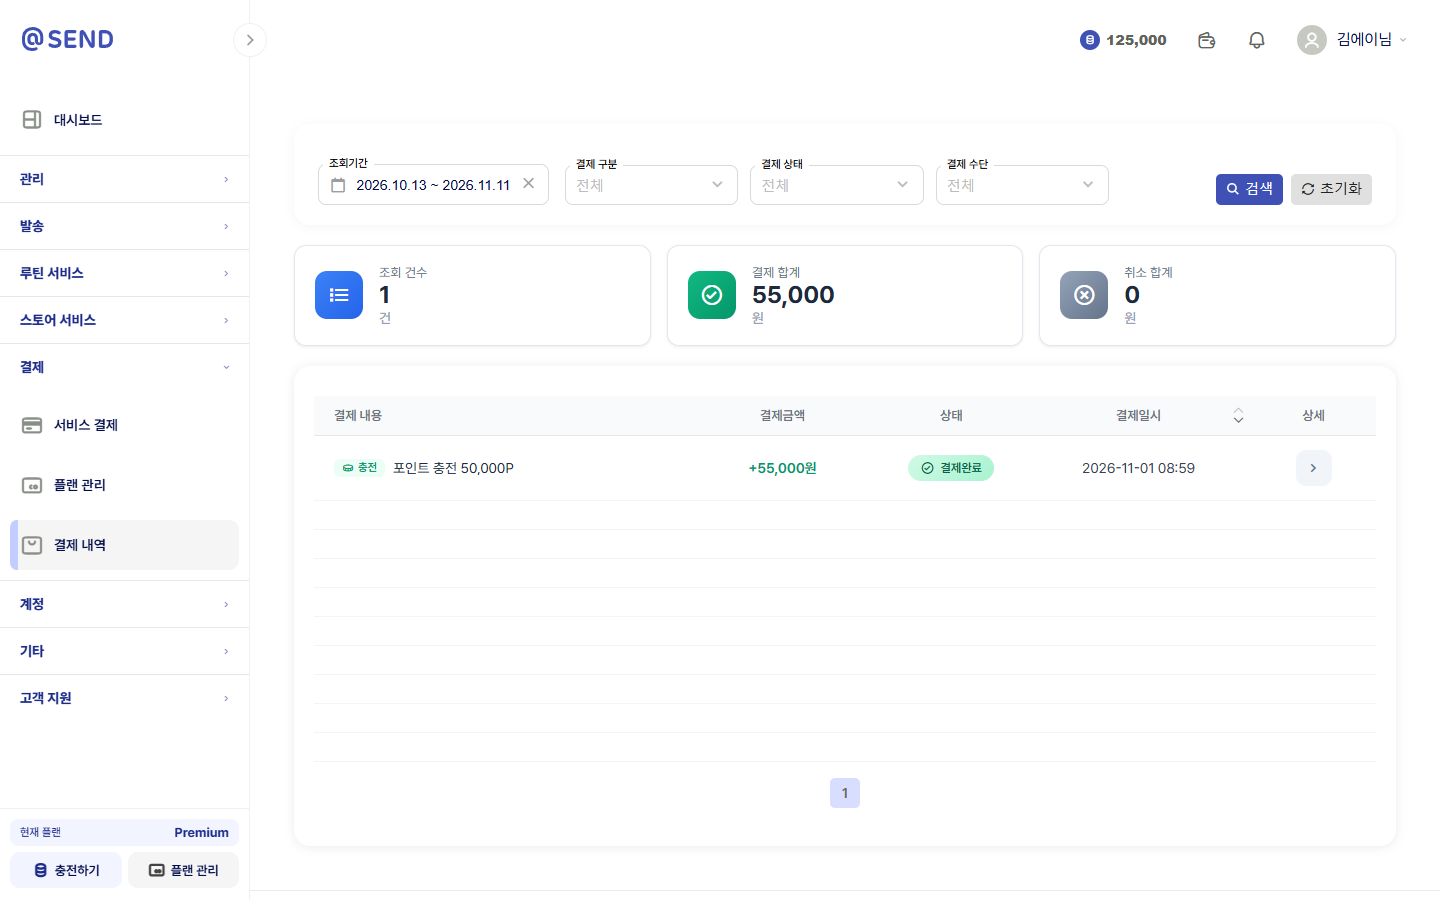 @SEND
125,000
김에이님
대시보드
관리
발송
루틴 서비스
스토어 서비스
결제
서비스 결제
플랜 관리
결제 내역
계정
기타
고객 지원
현재 플랜 Premium
충전하기
플랜 관리
조회기간
2026.10.13 ~ 2026.11.11
결제 구분
전체
결제 상태
전체
결제 수단
전체
검색
초기화
조회 건수
1
건
결제 합계
55,000
원
취소 합계
0
원
결제 내용 결제금액 상태 결제일시 상세
충전 포인트 충전 50,000P +55,000원 결제완료 2026-11-01 08:59
1